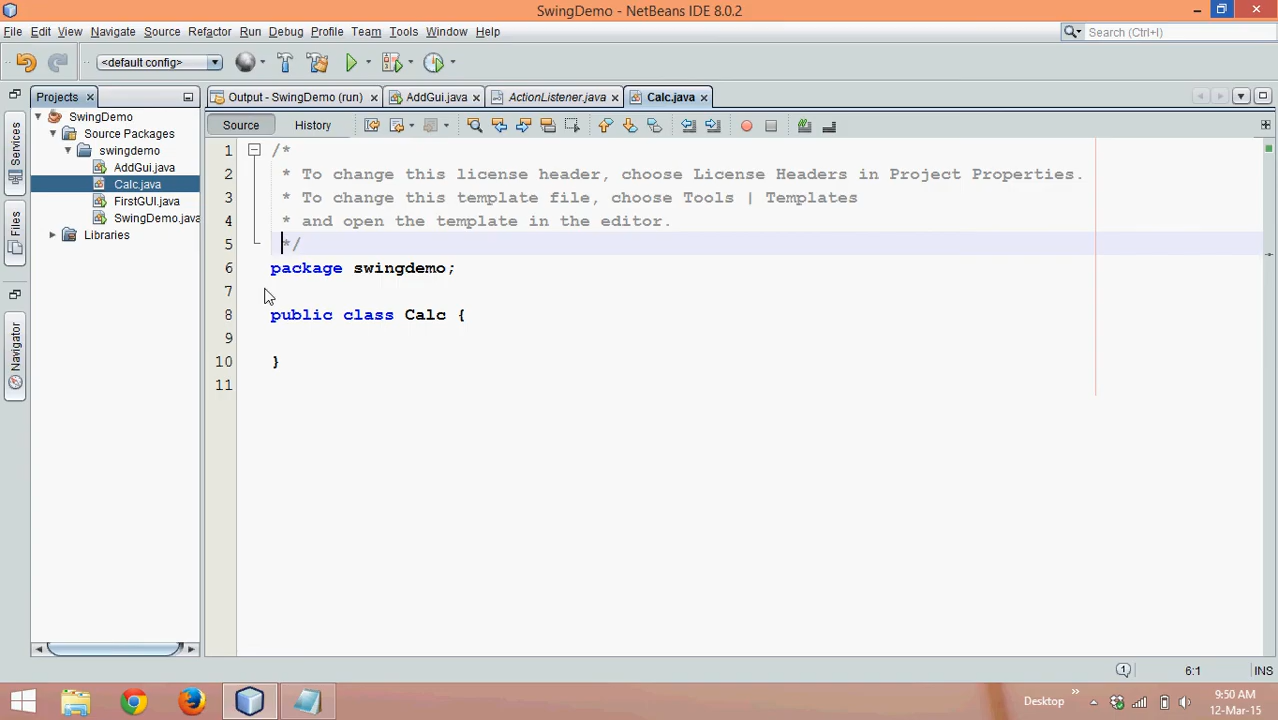 SwingDemo - NetBeans IDE 8.0.2
File Edit View Navigate Source Refactor Run Debug Profile Team Tools Window Help
Search (Ctrl+I)
<default config>
Projects
Output - SwingDemo (run)
AddGui.java
ActionListener.java
Calc.java
Services
Files
Navigator
SwingDemo
Source Packages
swingdemo
AddGui.java
Calc.java
FirstGUI.java
SwingDemo.java
Libraries
Source History
1 /*
2 * To change this license header, choose License Headers in Project Properties.
3 * To change this template file, choose Tools | Templates
4 * and open the template in the editor.
5 */
6 package swingdemo;
7
8 public class Calc {
9
10 }
11
1
6:1
INS
Desktop
9:50 AM
12-Mar-15